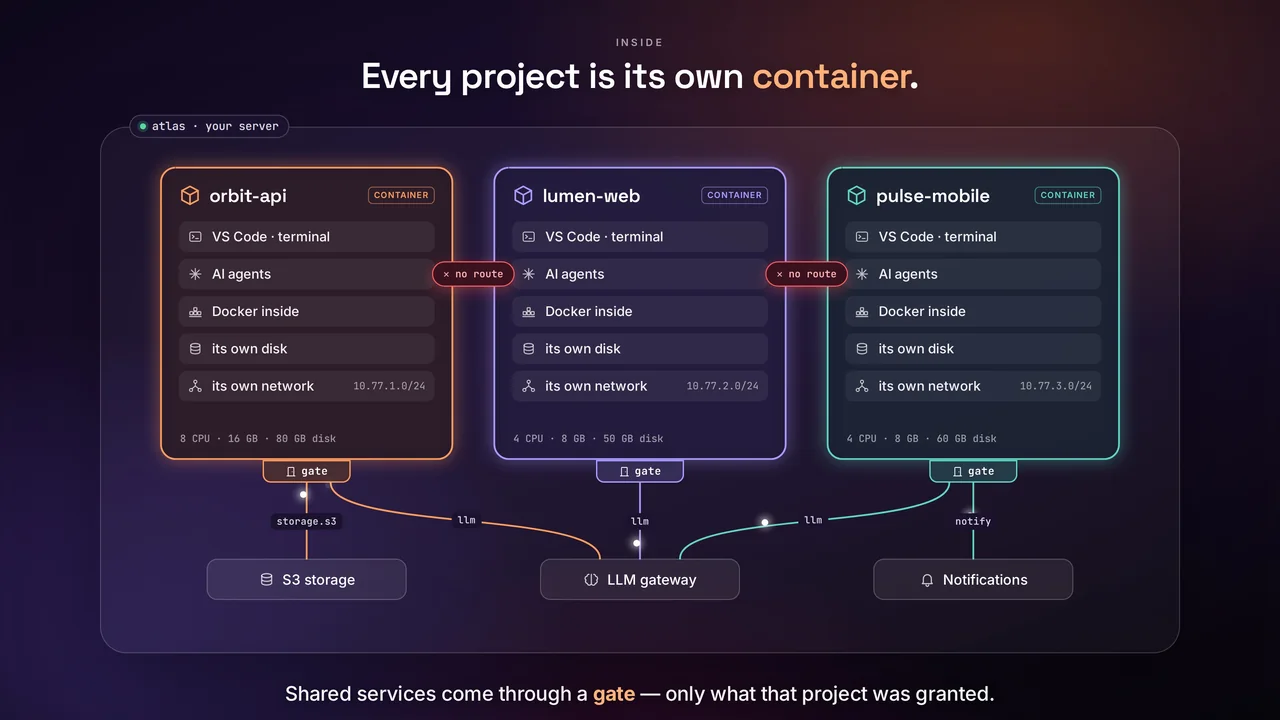 INSIDE
Every project is its own container.
atlas · your server
orbit-api
CONTAINER
VS Code · terminal
AI agents
Docker inside
its own disk
its own network 10.77.1.0/24
8 CPU · 16 GB · 80 GB disk
gate
× no route
lumen-web
CONTAINER
VS Code · terminal
AI agents
Docker inside
its own disk
its own network 10.77.2.0/24
4 CPU · 8 GB · 50 GB disk
gate
× no route
pulse-mobile
CONTAINER
VS Code · terminal
AI agents
Docker inside
its own disk
its own network 10.77.3.0/24
4 CPU · 8 GB · 60 GB disk
gate
storage.s3
llm
llm
llm
notify
S3 storage
LLM gateway
Notifications
Shared services come through a gate — only what that project was granted.